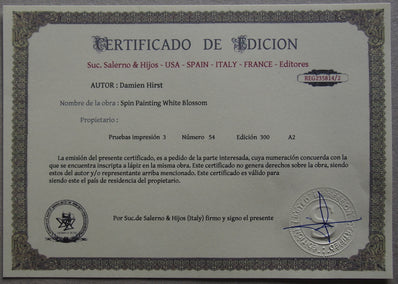 CERTIFICADO DE EDICION
Suc. Salerno & Hijos - USA - SPAIN - ITALY - FRANCE - Editores
REG235814/2
AUTOR : Damien Hirst
Nombre de la obra : Spin Painting White Blossom
Propietario :
Pruebas impresión 3 Número 54 Edición 300 A2
La emisión del presente certificado, es a pedido de la parte interesada, cuya numeración concuerda con la
que se encuentra inscripta a lápiz en la misma obra. Este certificado no genera derechos sobre la obra, siendo
estos del autor y/o representante arriba mencionado. Este certificado es válido para
siendo este el país de residencia del propietario.
Por Suc.de Salerno & Hijos (Italy) firmo y signo el presente